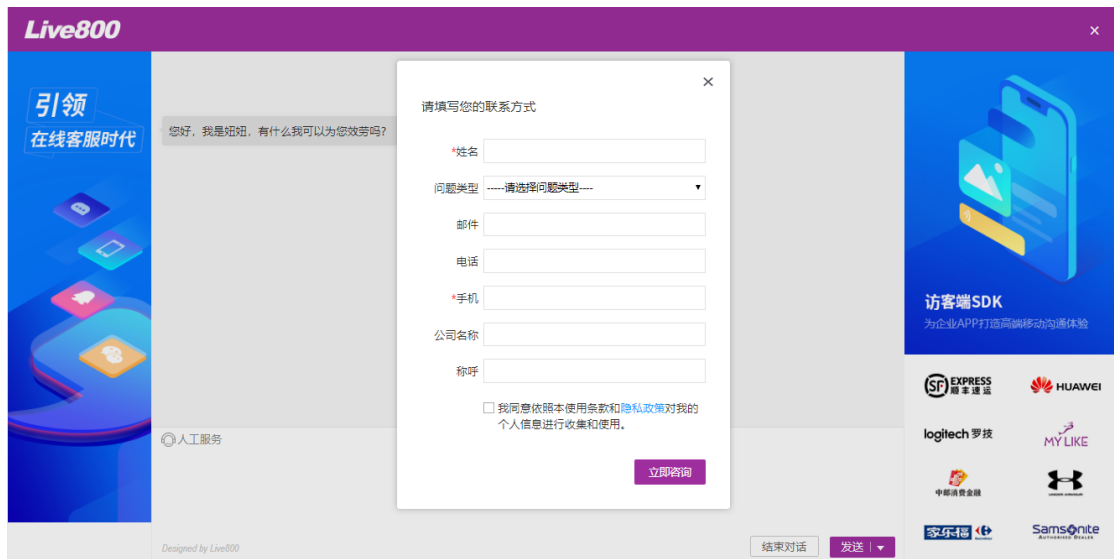 Live800
×
引领
在线客服时代
您好，我是妞妞，有什么我可以为您效劳吗?
×
请填写您的联系方式
*姓名
问题类型 -----请选择问题类型----
邮件
电话
*手机
公司名称
称呼
我同意依照本使用条款和隐私政策对我的
个人信息进行收集和使用。
立即咨询
人工服务
Designed by Live800
结束对话
发送
访客端SDK
为企业APP打造高端移动沟通体验
SF EXPRESS
顺丰速运
HUAWEI
logitech 罗技
MYLIKE
中邮消费金融
UNDER ARMOUR
家乐福
Samsonite
AUTHORISED DEALER